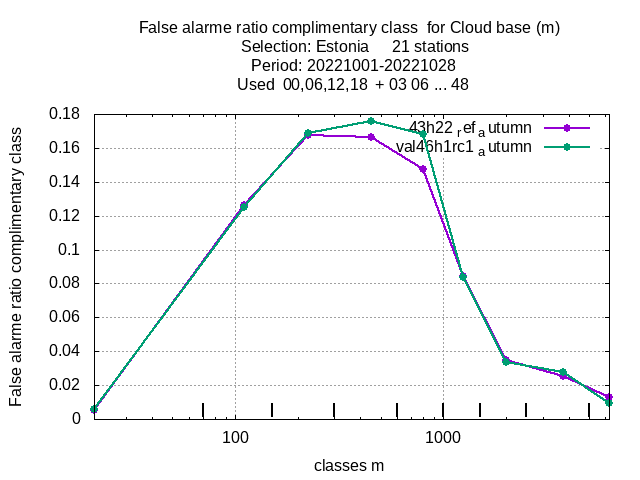 False alarme ratio complimentary class for Cloud base (m)
Selection: Estonia 21 stations
Period: 20221001-20221028
Used 00,06,12,18 + 03 06 ... 48
False alarme ratio complimentary class
0.18
0.16
0.14
0.12
0.1
0.08
0.06
0.04
0.02
0
43h22refautumn
val46h1rc1autumn
100 1000
classes m